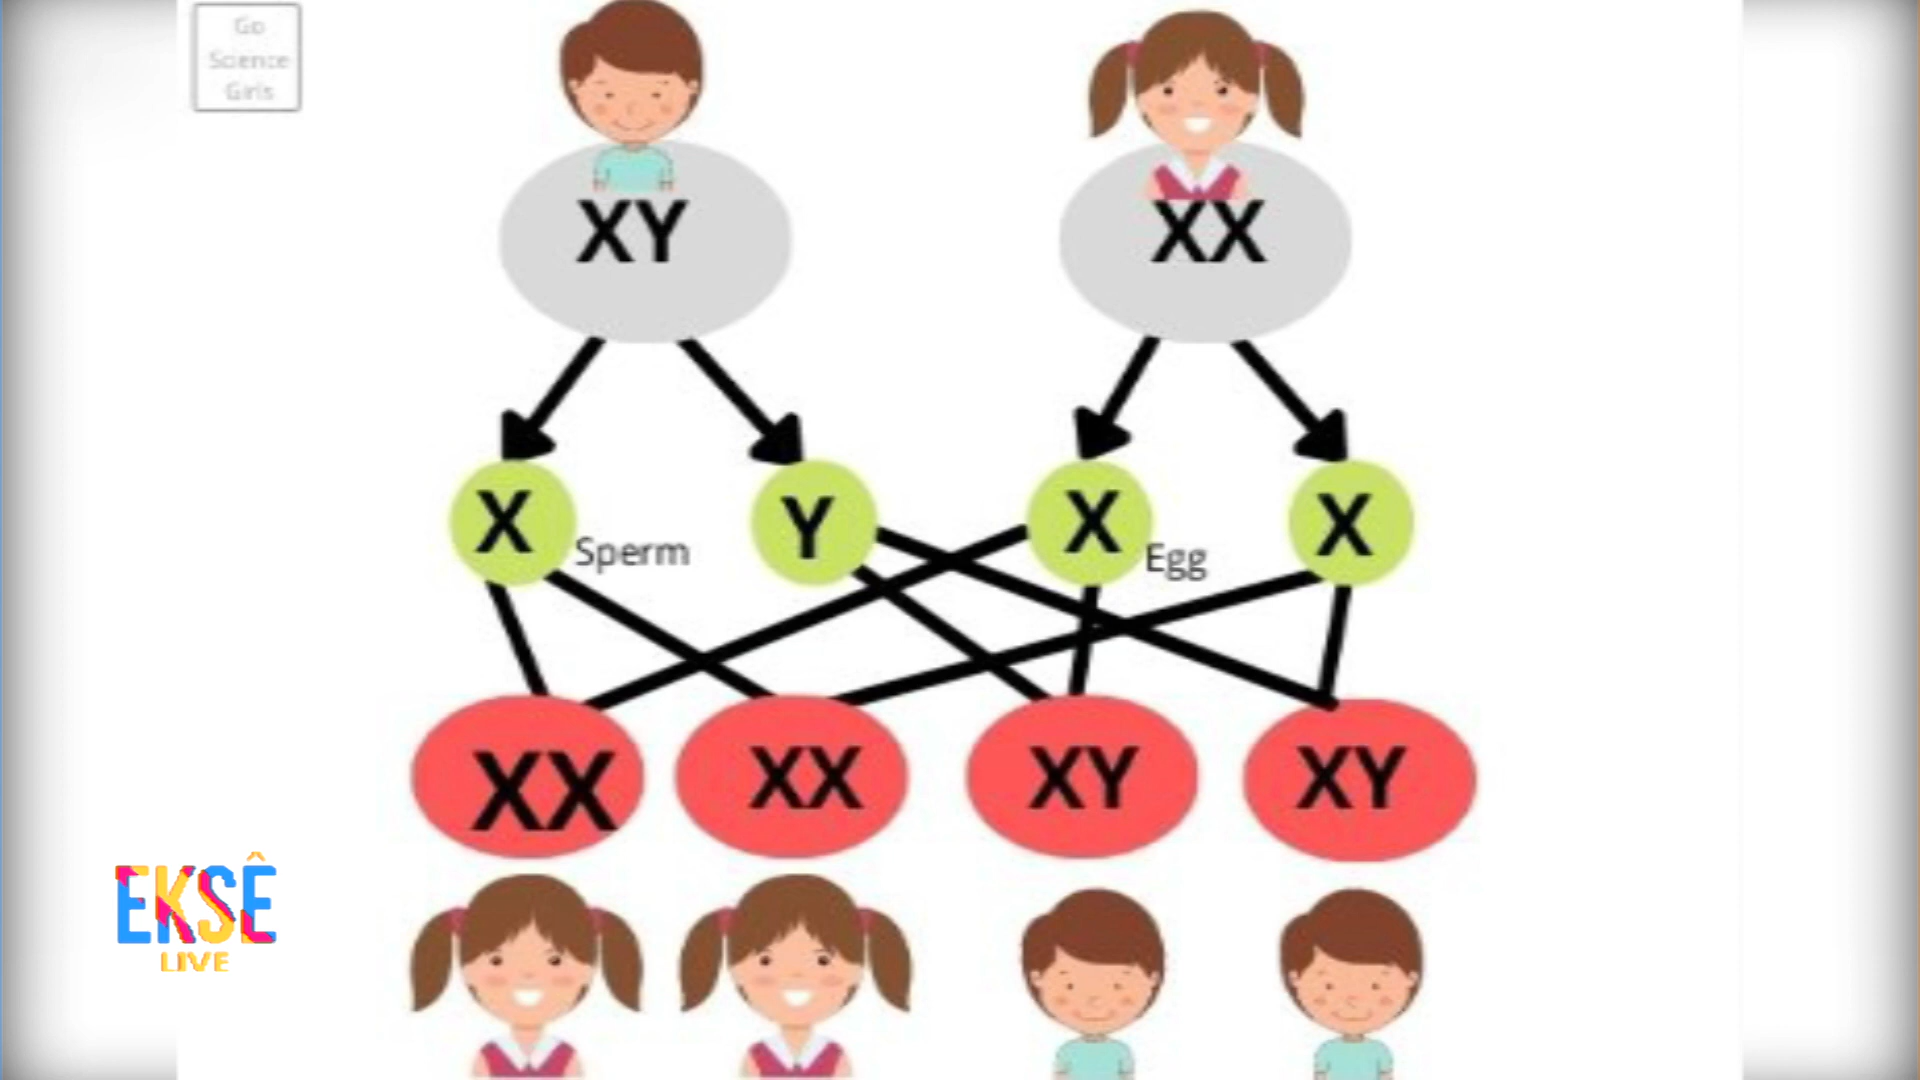 Go
Science
Girls
XY
XX
X
Y
X
X
Sperm
Egg
XX
XX
XY
XY
EKSÊ
LIVE